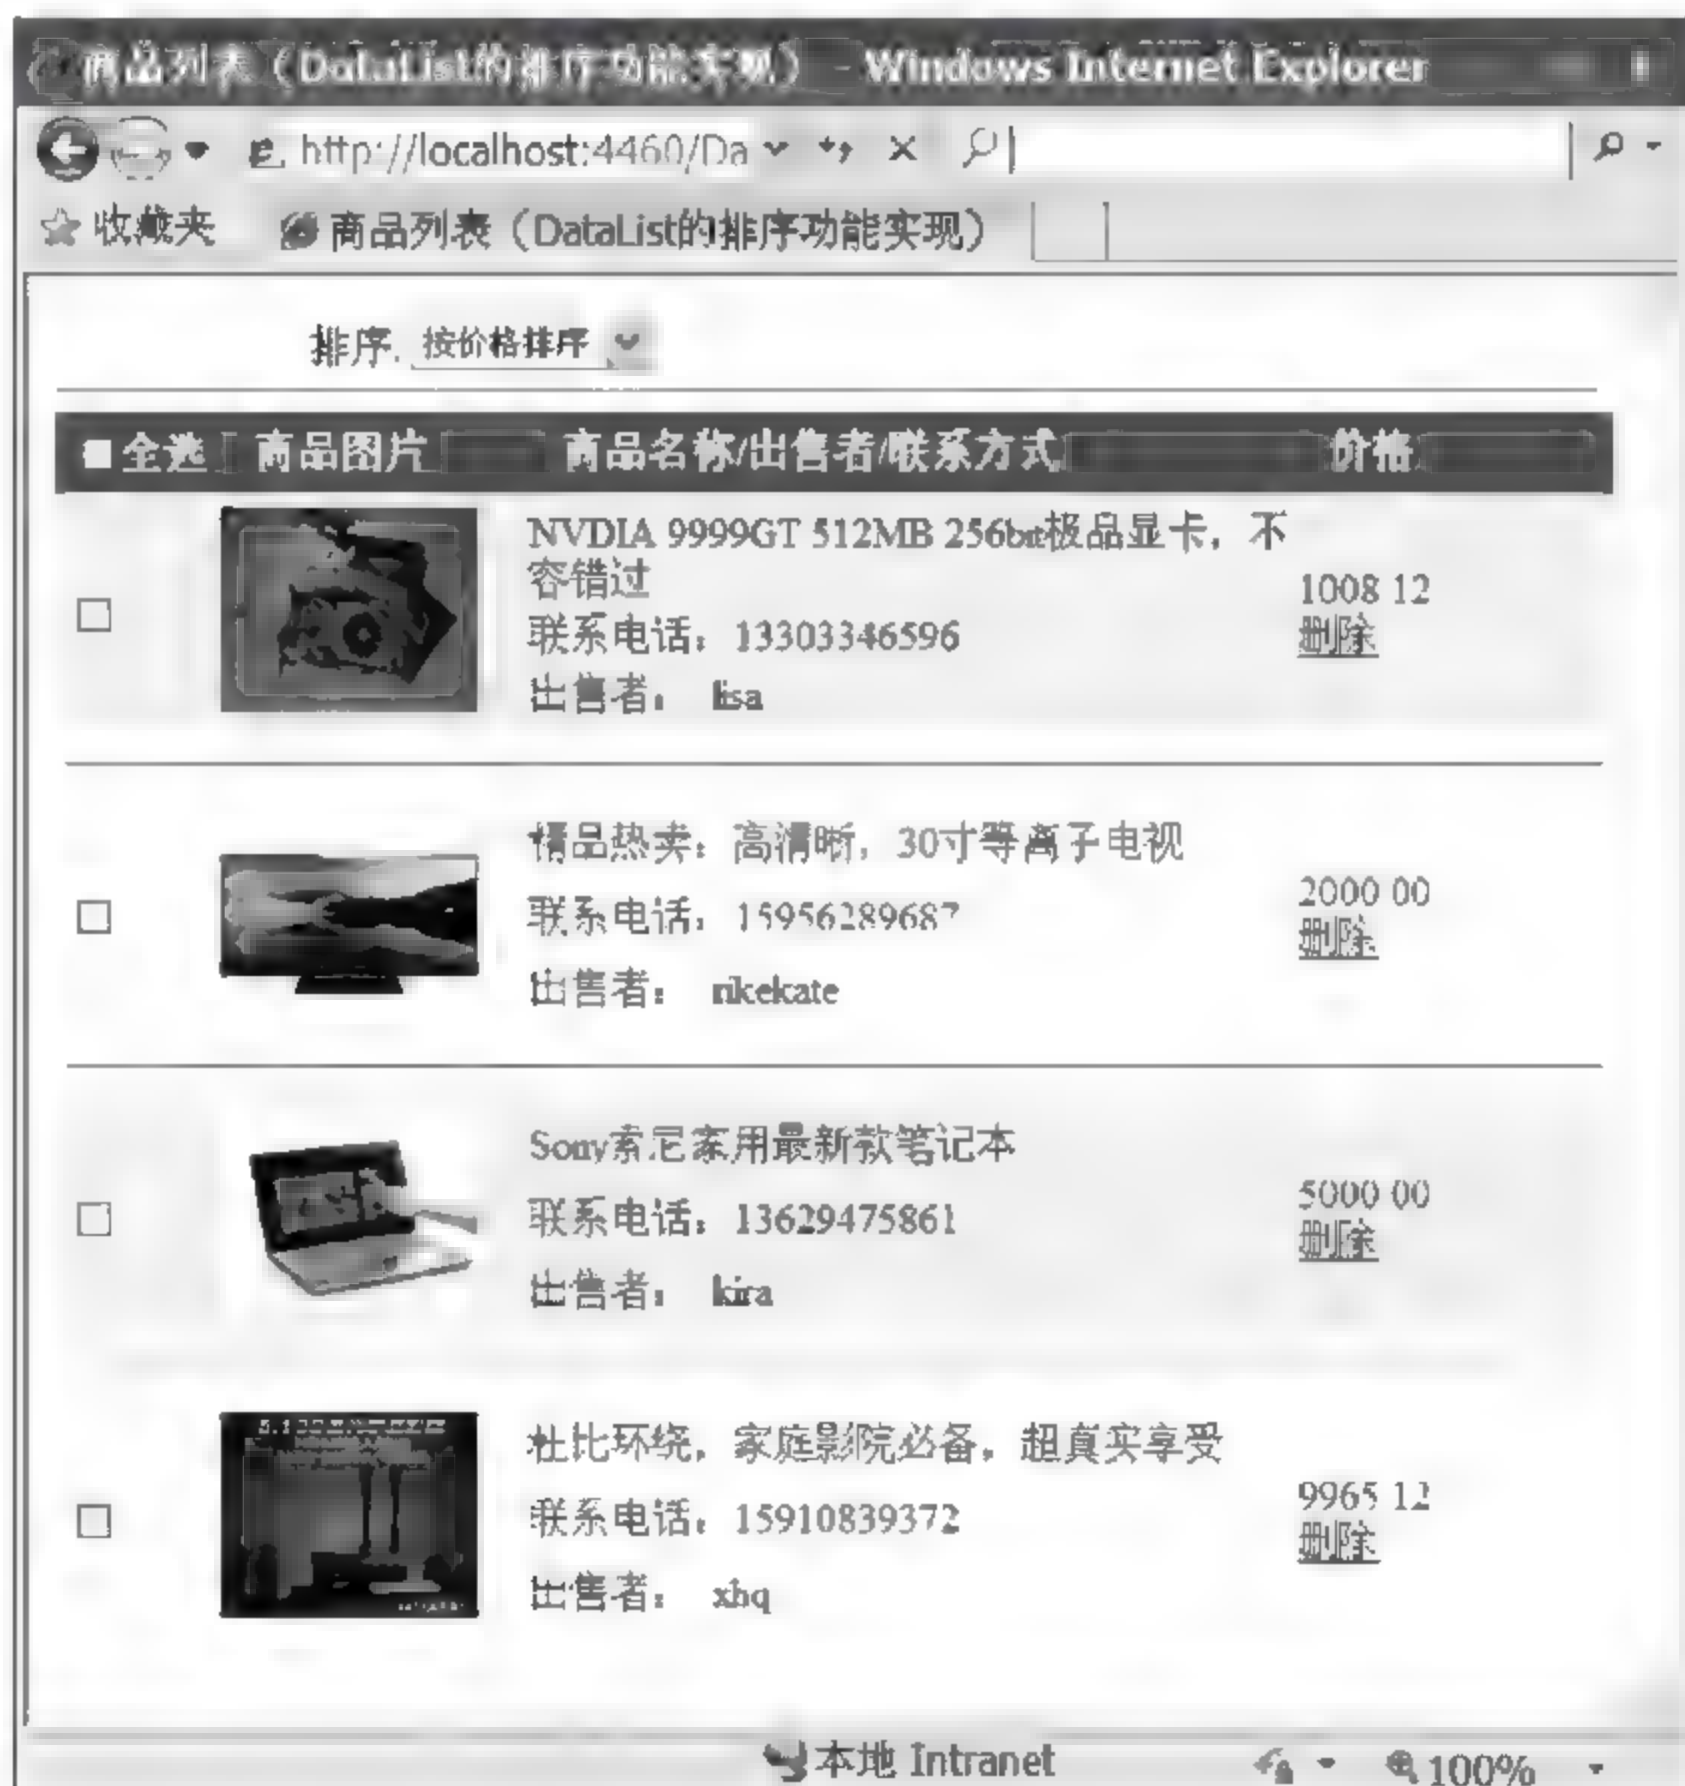 商品列表（DataList的排序功能实现） - Windows Internet Explorer
http://localhost:4460/Da
收藏夹 商品列表（DataList的排序功能实现）
排序: 按价格排序
全选 商品图片 商品名称/出售者/联系方式 价格
NVDIA 9999GT 512MB 256bit极品显卡，不
容错过
联系电话：13303346596
出售者： lisa
1008 12
删除
精品热卖：高清晰，30寸等离子电视
联系电话：15956289687
出售者： rikekate
2000 00
删除
Sony索尼家用最新款笔记本
联系电话：13629475861
出售者： kira
5000 00
删除
杜比环绕，家庭影院必备，超真实享受
联系电话：15910839372
出售者： xhq
9965 12
删除
本地 Intranet 100%